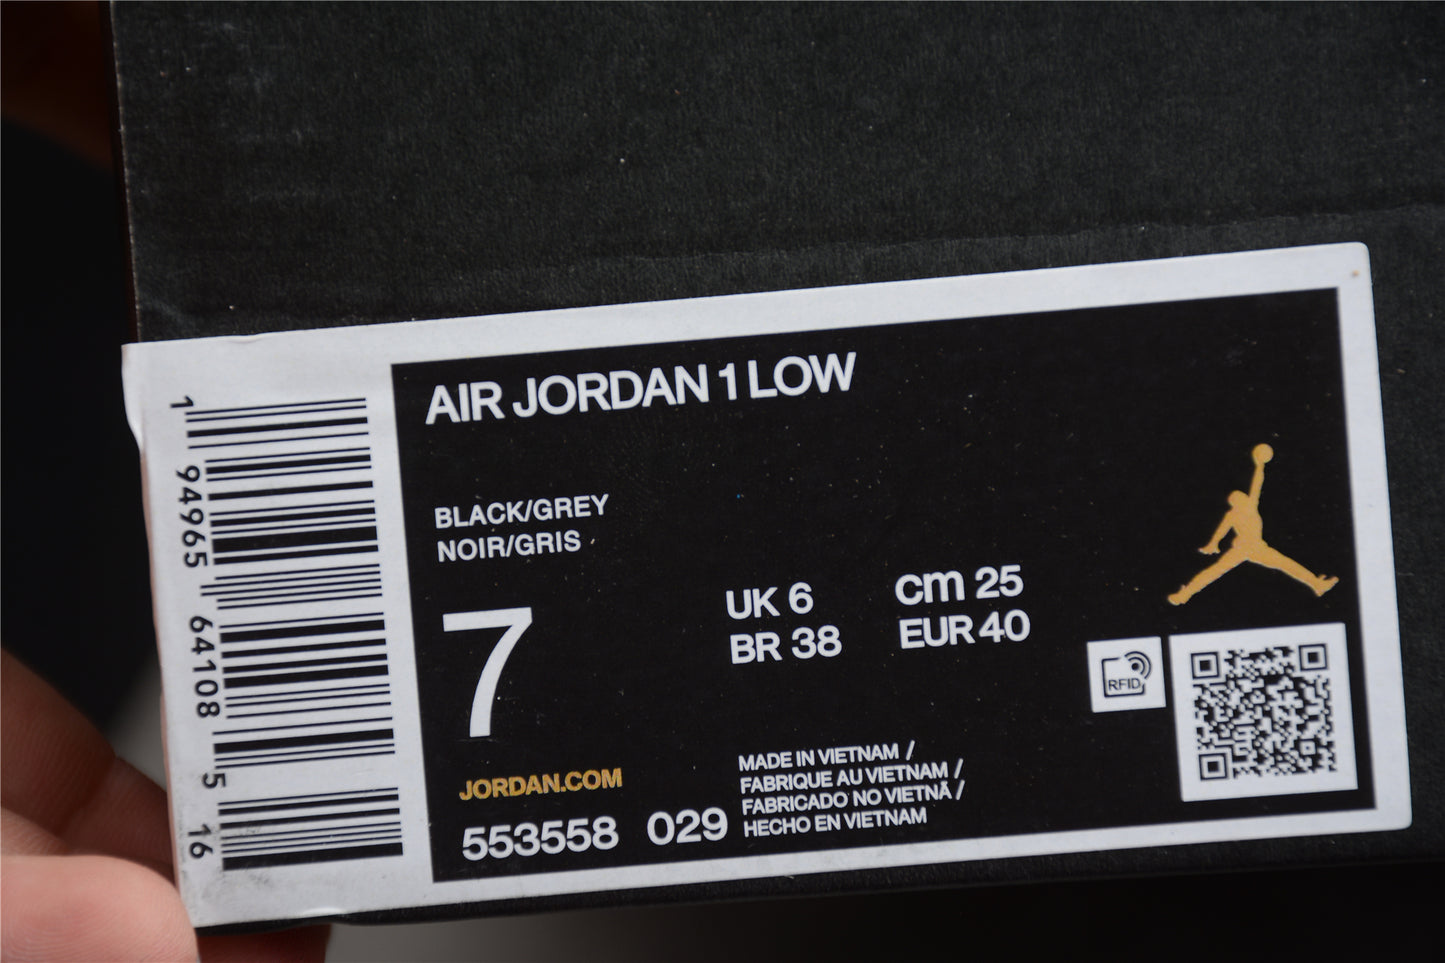 1
94965
64108
5
16
AIR JORDAN 1 LOW
BLACK/GREY
NOIR/GRIS
7
UK 6
BR 38
cm 25
EUR 40
RFID
JORDAN.COM
553558 029
MADE IN VIETNAM /
FABRIQUE AU VIETNAM /
FABRICADO NO VIETNÃ /
HECHO EN VIETNAM